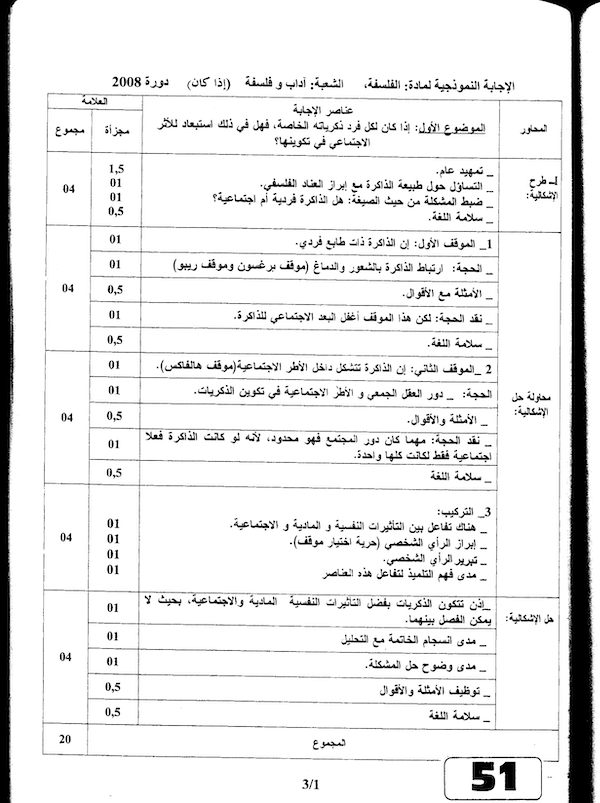 الإجابة النموذجية لمادة: الفلسفة، الشعبة: آداب و فلسفة (إذا كان) دورة 2008
المحاور
عناصر الإجابة
العلامة
مجزأة
مجموع
الموضوع الأول: إذا كان لكل فرد ذكرياته الخاصة، فهل في ذلك استبعاد للأثر
الاجتماعي في تكوينها؟
1_ طرح
الإشكالية:
_ تمهيد عام.
1,5
_ التساؤل حول طبيعة الذاكرة مع إبراز العناد الفلسفي.
01
_ ضبط المشكلة من حيث الصيغة: هل الذاكرة فردية أم اجتماعية؟
01
_ سلامة اللغة.
0,5
04
محاولة حل
الإشكالية:
1_ الموقف الأول: إن الذاكرة ذات طابع فردي.
01
_ الحجة: ارتباط الذاكرة بالشعور والدماغ (موقف برغسون وموقف ريبو)
01
_ الأمثلة مع الأقوال.
0,5
_ نقد الحجة: لكن هذا الموقف أغفل البعد الاجتماعي للذاكرة.
01
_ سلامة اللغة.
0,5
04
2 _الموقف الثاني: إن الذاكرة تتشكل داخل الأطر الاجتماعية(موقف هالفاكس).
01
الحجة: _ دور العقل الجمعي و الأطر الاجتماعية في تكوين الذكريات.
01
_ الأمثلة والأقوال.
0,5
_ نقد الحجة: مهما كان دور المجتمع فهو محدود، لأنه لو كانت الذاكرة فعلا
اجتماعية فقط لكانت كلها واحدة.
01
_ سلامة اللغة
0,5
04
3_ التركيب:
_ هناك تفاعل بين التأثيرات النفسية و المادية و الاجتماعية.
01
_ إبراز الرأي الشخصي (حرية اختيار موقف).
01
_ تبرير الرأي الشخصي.
01
_ مدى فهم التلميذ لتفاعل هذه العناصر
01
04
حل الإشكالية:
_إذن تتكون الذكريات بفضل التأثيرات النفسية المادية والاجتماعية، بحيث لا
يمكن الفصل بينهما.
01
_ مدى انسجام الخاتمة مع التحليل
01
_ مدى وضوح حل المشكلة.
01
_ توظيف الأمثلة والأقوال
0,5
_ سلامة اللغة
0,5
04
المجموع
20
3/1
51